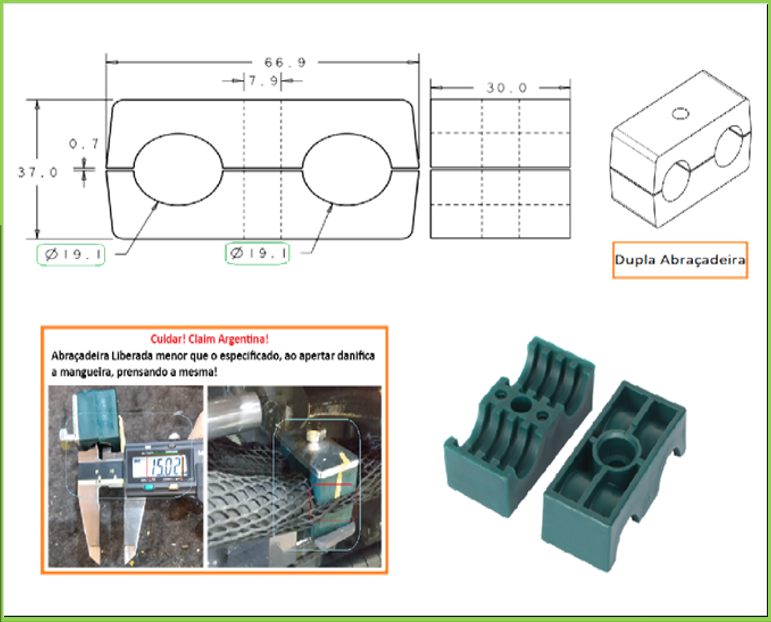 66.9
7.9
30.0
0.7
37.0
Ø19.1
Ø19.1
Dupla Abraçadeira
Cuidar! Claim Argentina!
Abraçadeira Liberada menor que o especificado, ao apertar danifica
a mangueira, prensando a mesma!
15.02